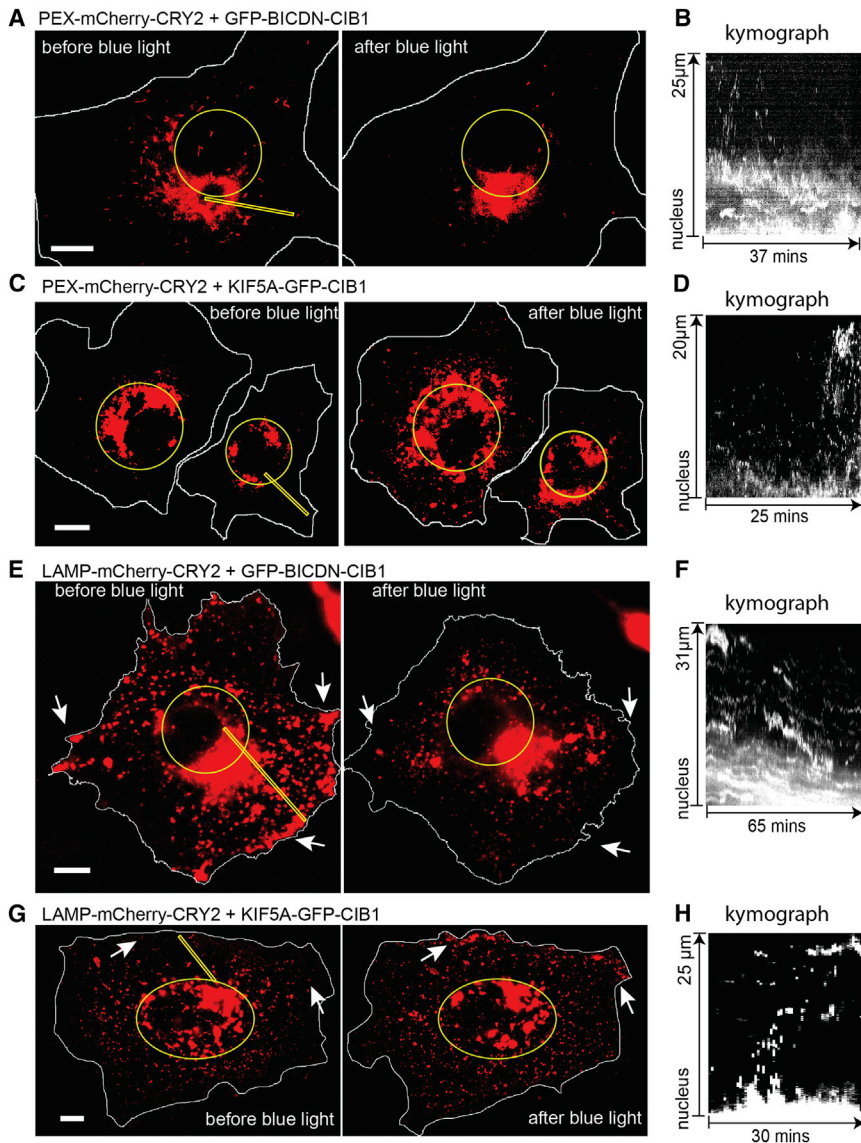 A PEX-mCherry-CRY2 + GFP-BICDN-CIB1
before blue light
after blue light
B
kymograph
25μm
nucleus
37 mins
C PEX-mCherry-CRY2 + KIF5A-GFP-CIB1
before blue light
after blue light
D
kymograph
20μm
nucleus
25 mins
E LAMP-mCherry-CRY2 + GFP-BICDN-CIB1
before blue light
after blue light
F
kymograph
31μm
nucleus
65 mins
G LAMP-mCherry-CRY2 + KIF5A-GFP-CIB1
before blue light
after blue light
H
kymograph
25 μm
nucleus
30 mins